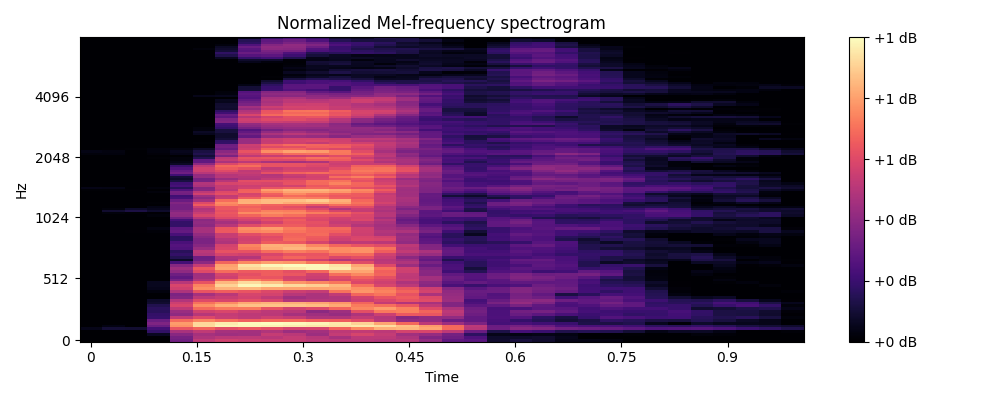 Normalized Mel-frequency spectrogram
Hz
4096
2048
1024
512
0
0 0.15 0.3 0.45 0.6 0.75 0.9
Time
+1 dB
+1 dB
+1 dB
+0 dB
+0 dB
+0 dB